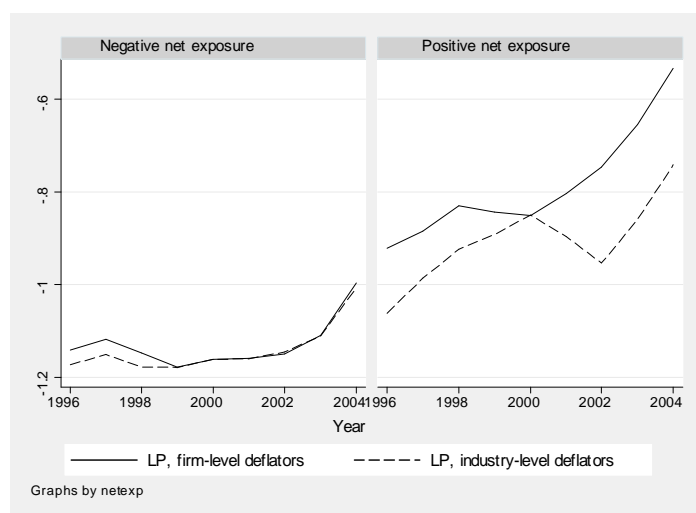 Negative net exposure
Positive net exposure
-.6
-.8
-1
-1.2
1996 1998 2000 2002 2004
1996 1998 2000 2002 2004
Year
LP, firm-level deflators
LP, industry-level deflators
Graphs by netexp